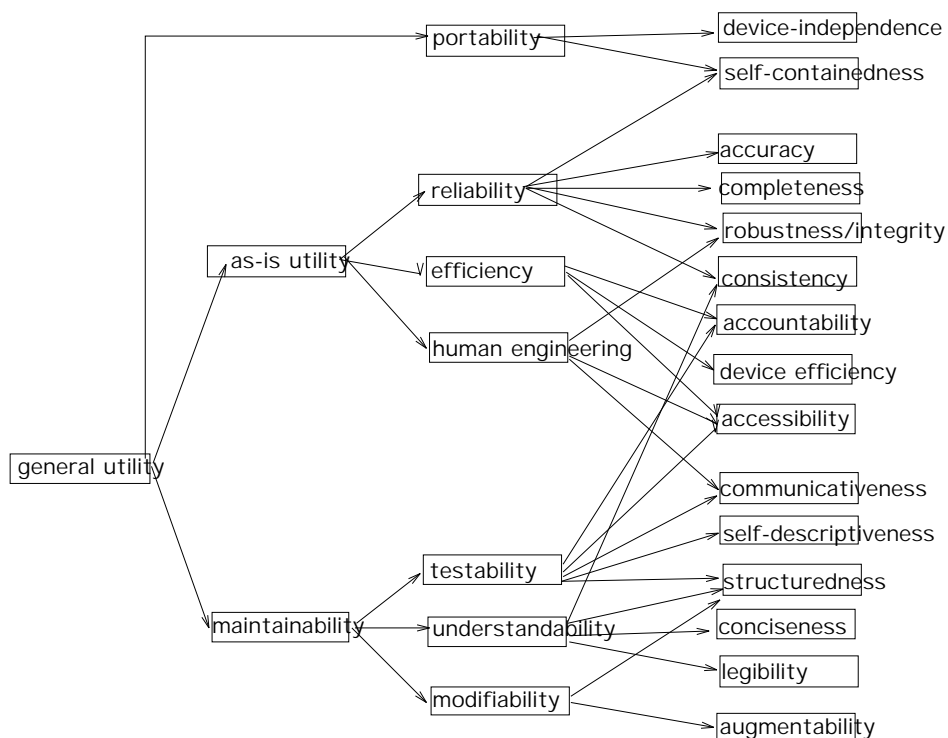 portability
device-independence
self-containedness
accuracy
reliability
completeness
robustness/integrity
as-is utility
efficiency
consistency
accountability
human engineering
device efficiency
accessibility
general utility
communicativeness
self-descriptiveness
testability
structuredness
maintainability
understandability
conciseness
legibility
modifiability
augmentability